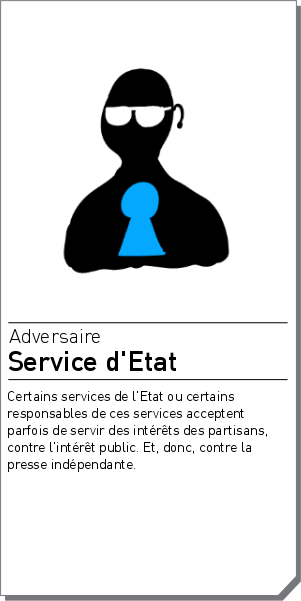 Adversaire
Service d'Etat
Certains services de l'Etat ou certains
responsables de ces services acceptent
parfois de servir des intérêts des partisans,
contre l'intérêt public. Et, donc, contre la
presse indépendante.